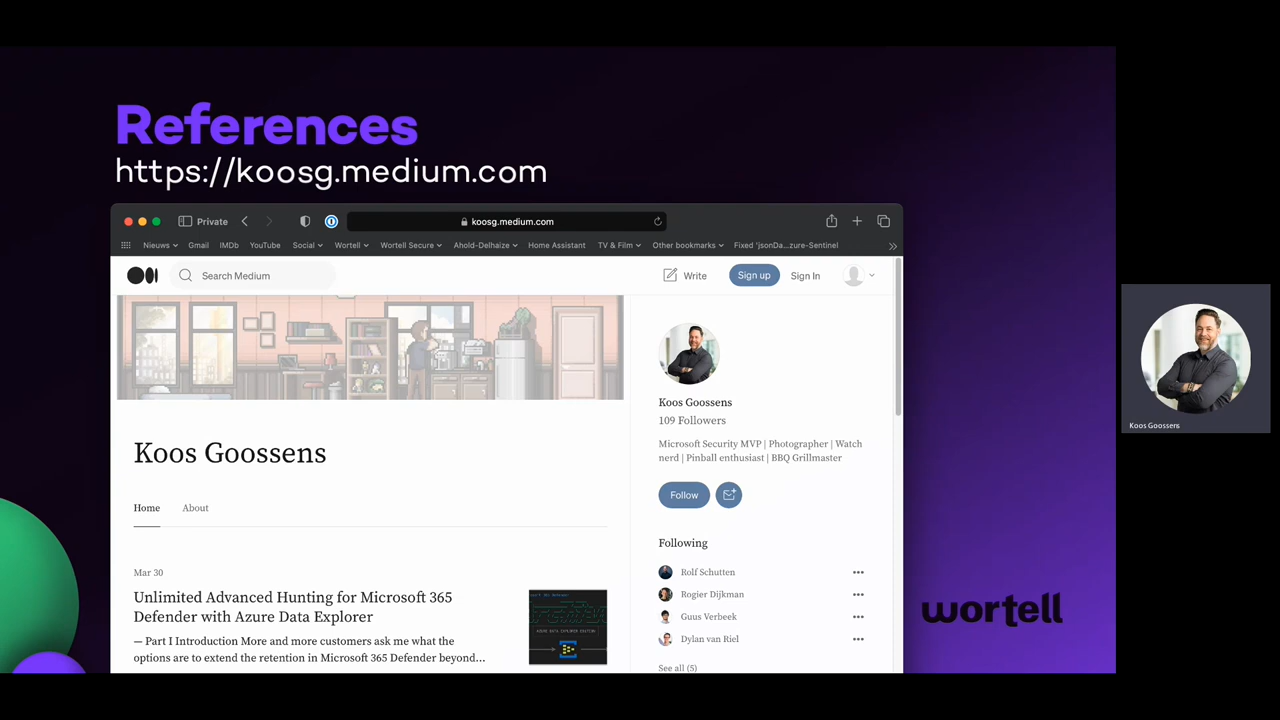 References
https://koosg.medium.com
Private
koosg.medium.com
Nieuws Gmail IMDb YouTube Social Wortell Wortell Secure Ahold-Delhaize Home Assistant TV & Film Other bookmarks Fixed 'jsonDa...zure-Sentinel
Search Medium
Write Sign up Sign In
Koos Goossens
Home About
Mar 30
Unlimited Advanced Hunting for Microsoft 365
Defender with Azure Data Explorer
— Part I Introduction More and more customers ask me what the
options are to extend the retention in Microsoft 365 Defender beyond...
AZURE DATA EXPLORER EDITION
Koos Goossens
109 Followers
Microsoft Security MVP | Photographer | Watch
nerd | Pinball enthusiast | BBQ Grillmaster
Follow
Following
Rolf Schutten
Rogier Dijkman
Guus Verbeek
Dylan van Riel
See all (5)
wortell
Koos Goossens